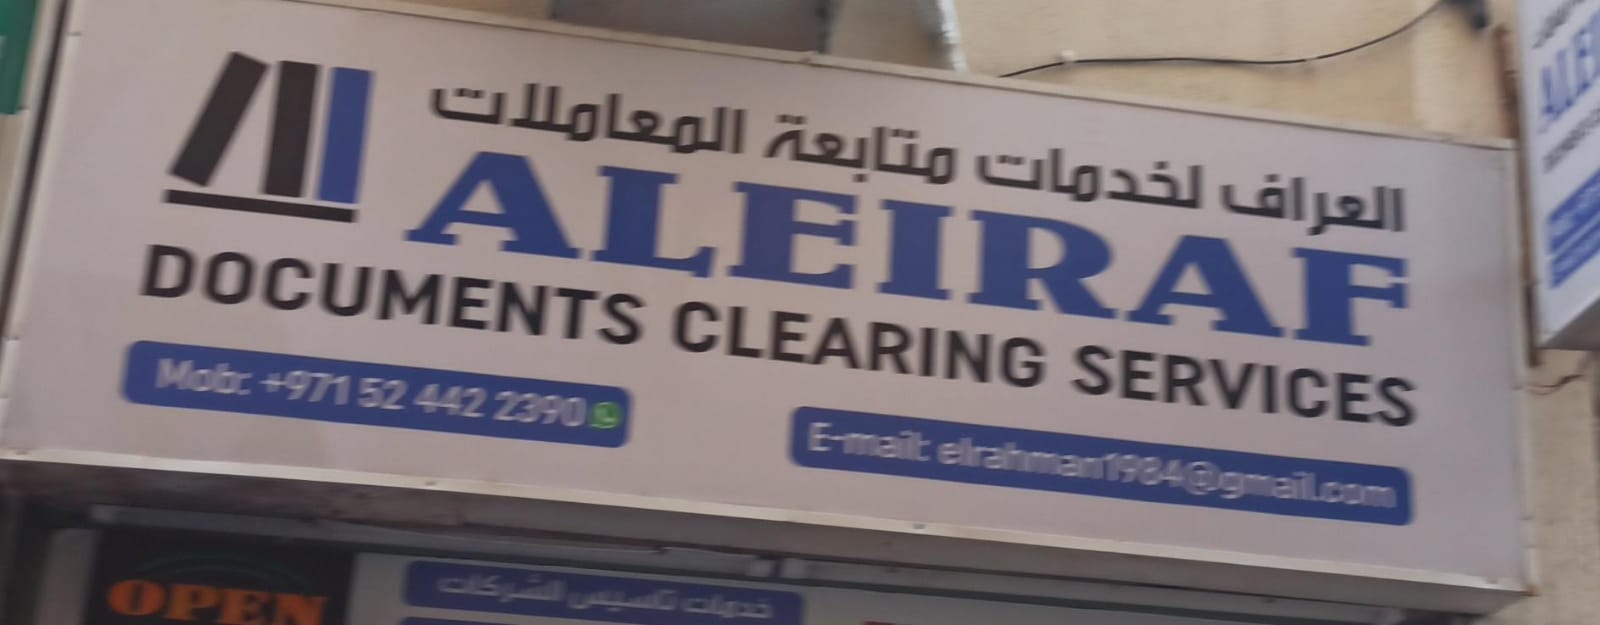 العراف لخدمات متابعة المعاملات
ALEIRAF
DOCUMENTS CLEARING SERVICES
Mob: +971 52 442 2390
E-mail: elrahman1984@gmail.com
OPEN
خدمات تاسيس الشركات